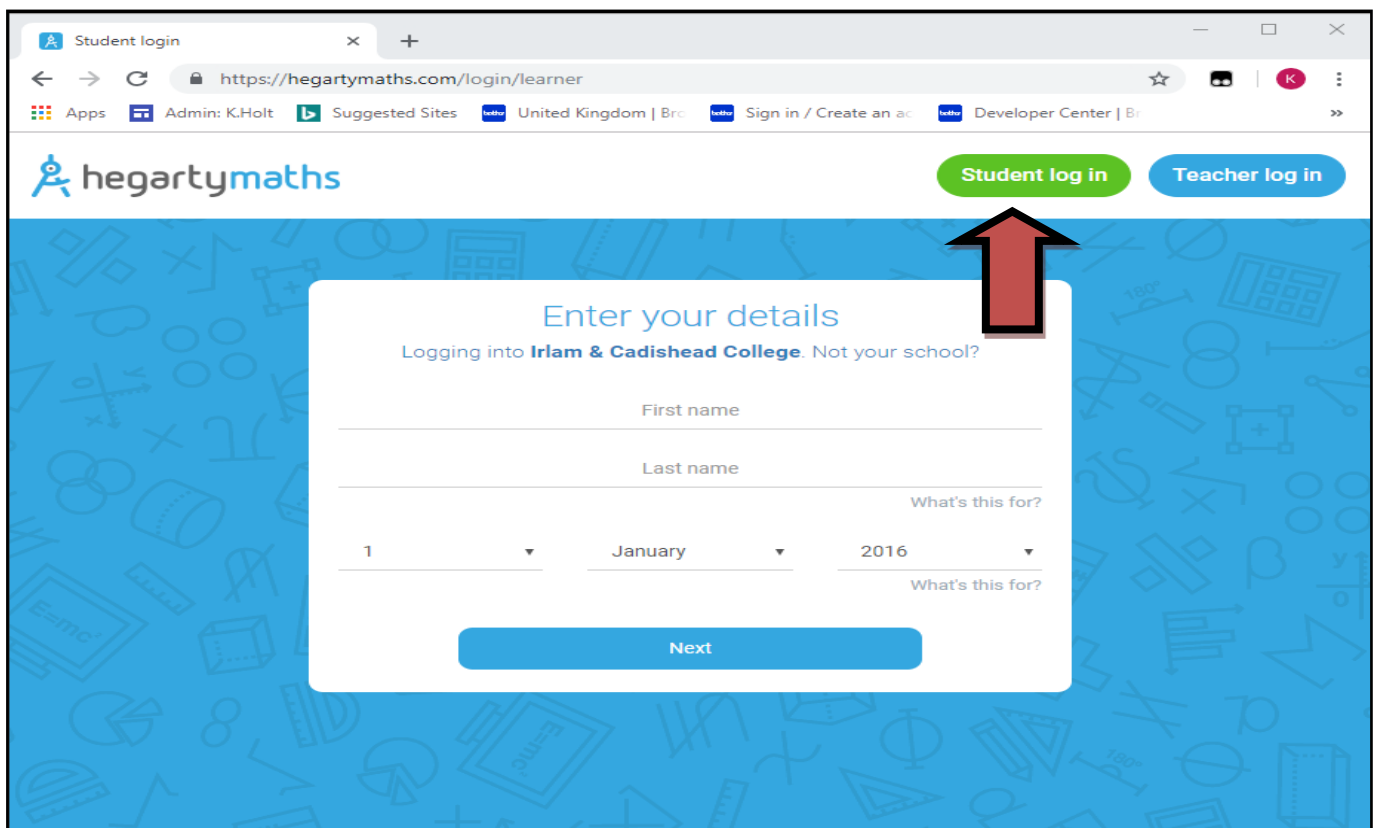 Student login
https://hegartymaths.com/login/learner
K
Apps Admin: K.Holt Suggested Sites United Kingdom | Bro Sign in / Create an ac Developer Center | Br »
hegartymaths
Student log in Teacher log in
Enter your details
Logging into Irlam & Cadishead College. Not your school?
First name
Last name
What's this for?
1 January 2016
What's this for?
Next